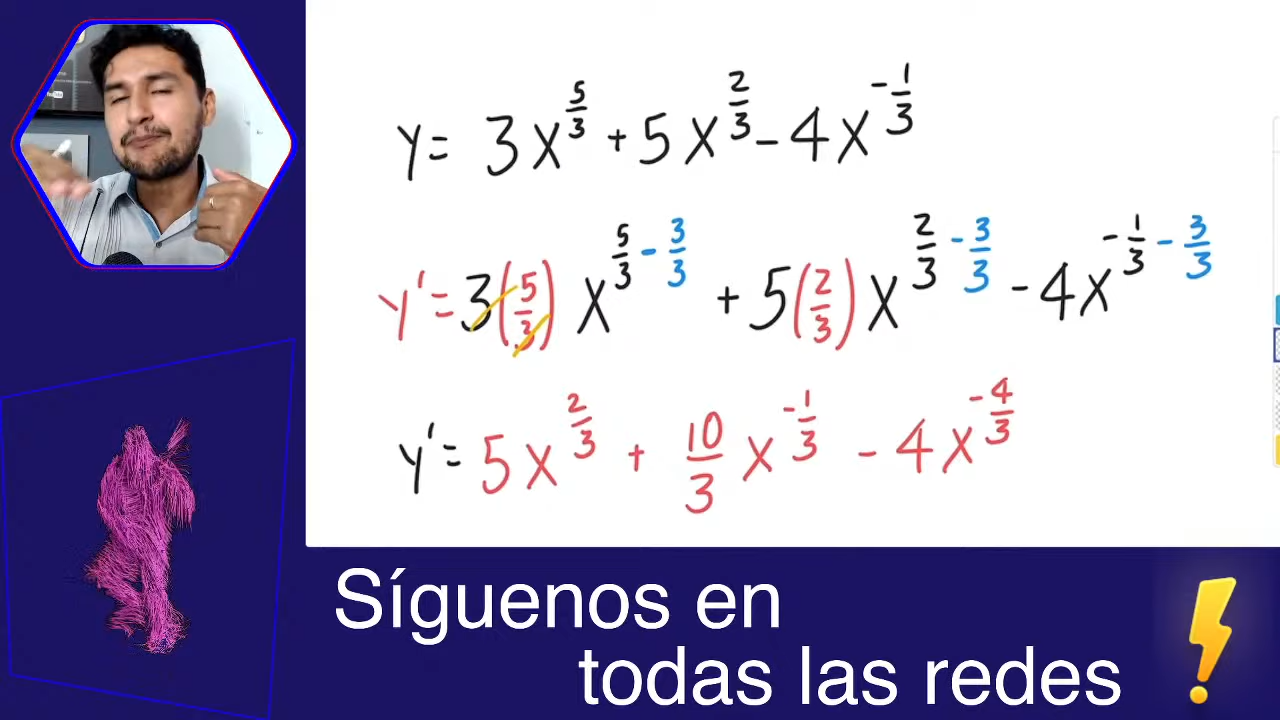 y = 3x^(5/3) + 5x^(2/3) - 4x^(-1/3)
y' = 3(5/3) x^(5/3 - 3/3) + 5(2/3) x^(2/3 - 3/3) - 4x^(-1/3 - 3/3)
y' = 5x^(2/3) + 10/3 x^(-1/3) - 4x^(-4/3)
Síguenos en
todas las redes